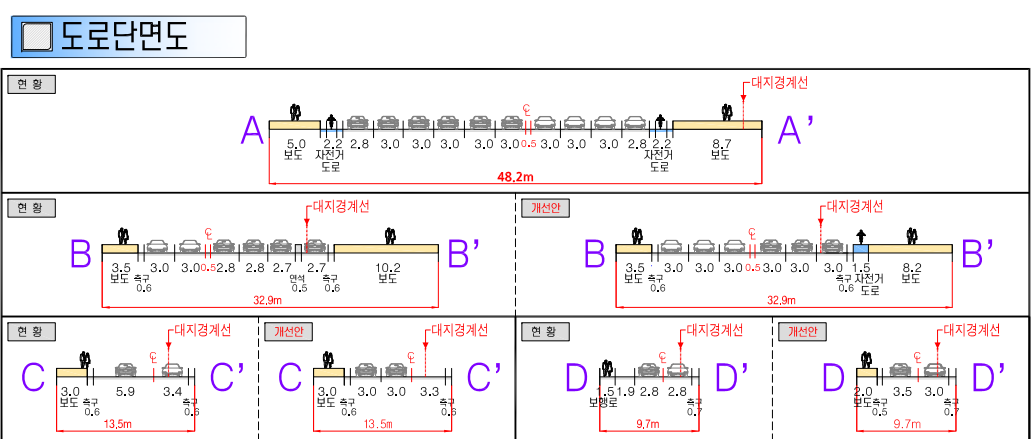 도로단면도
현 황
대지경계선
℄
A A'
5.0 2.2 2.8 3.0 3.0 3.0 3.0 3.0 0.5 3.0 3.0 3.0 2.8 2.2 8.7
보도 자전거 자전거 보도
도로 도로
48.2m
현 황
대지경계선
℄
B B'
3.5 3.0 3.0 0.5 2.8 2.8 2.7 2.7 10.2
보도 측구 연석 측구 보도
0.6 0.5 0.6
32.9m
개선안
대지경계선
℄
B B'
3.5 3.0 3.0 0.5 3.0 3.0 3.0 1.5 8.2
보도 측구 측구 자전거 보도
0.6 0.6 도로
32.9m
현 황
대지경계선
℄
C C'
3.0 5.9 3.4
보도 측구 측구
0.6 0.6
13.5m
개선안
대지경계선
℄
C C'
3.0 3.0 3.0 3.3
보도 측구 측구
0.6 0.6
13.5m
현 황
대지경계선
℄
D D'
1.5 1.9 2.8 2.8
보행로 측구
0.7
9.7m
개선안
대지경계선
℄
D D'
2.0 3.5 3.0
보도 측구 측구
0.5 0.7
9.7m